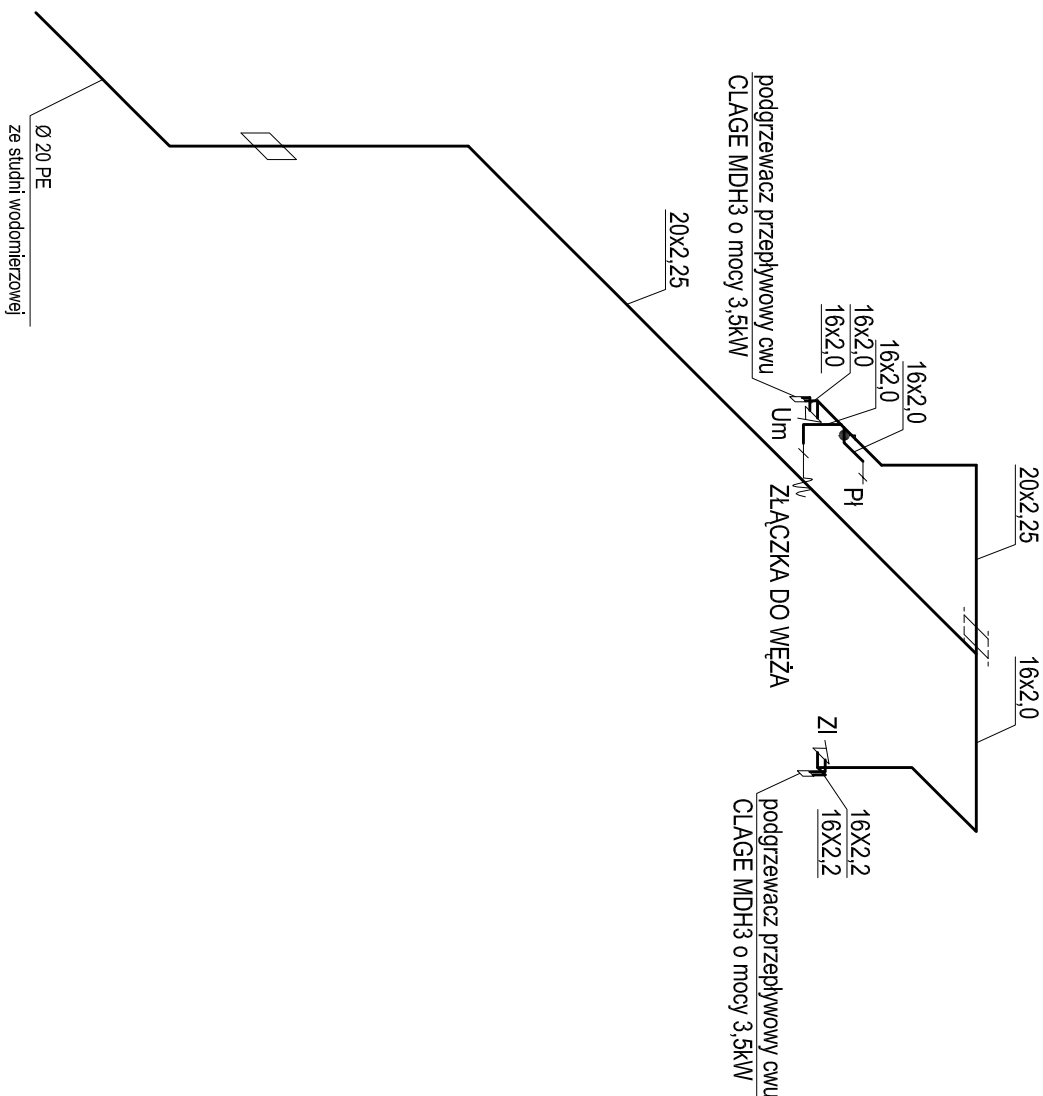 20x2,25
16x2,0
podgrzewacz przepływowy cwu
CLAGE MDH3 o mocy 3,5kW
16x2,0
16x2,0
16x2,0
16x2,0
Um
Pł
ZŁĄCZKA DO WĘŻA
Zl
16X2,2
16X2,2
podgrzewacz przepływowy cwu
CLAGE MDH3 o mocy 3,5kW
20x2,25
Ø 20 PE
ze studni wodomierzowej